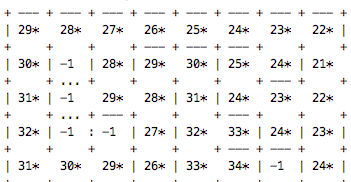 + --- + --- + --- + --- + --- + --- + --- + --- +
| 29*   28*   27*   26*   25*   24*   23*   22* |
+     +     +     + --- + --- + --- +     +     +
| 30* | -1  | 28* | 29* | 30* | 25* | 24* | 21* |
+     + ... +     +     +     +     + --- +     +
| 31* | -1    29*   28* | 31* | 24*   23*   22* |
+     + ... + --- +     + --- +     +     +     +
| 32* | -1  : -1  | 27* | 32*   33* | 24* | 23* |
+     +     +     +     +     + --- + --- +     +
| 31*   30*   29* | 26* | 33*   34* | -1  | 24* |